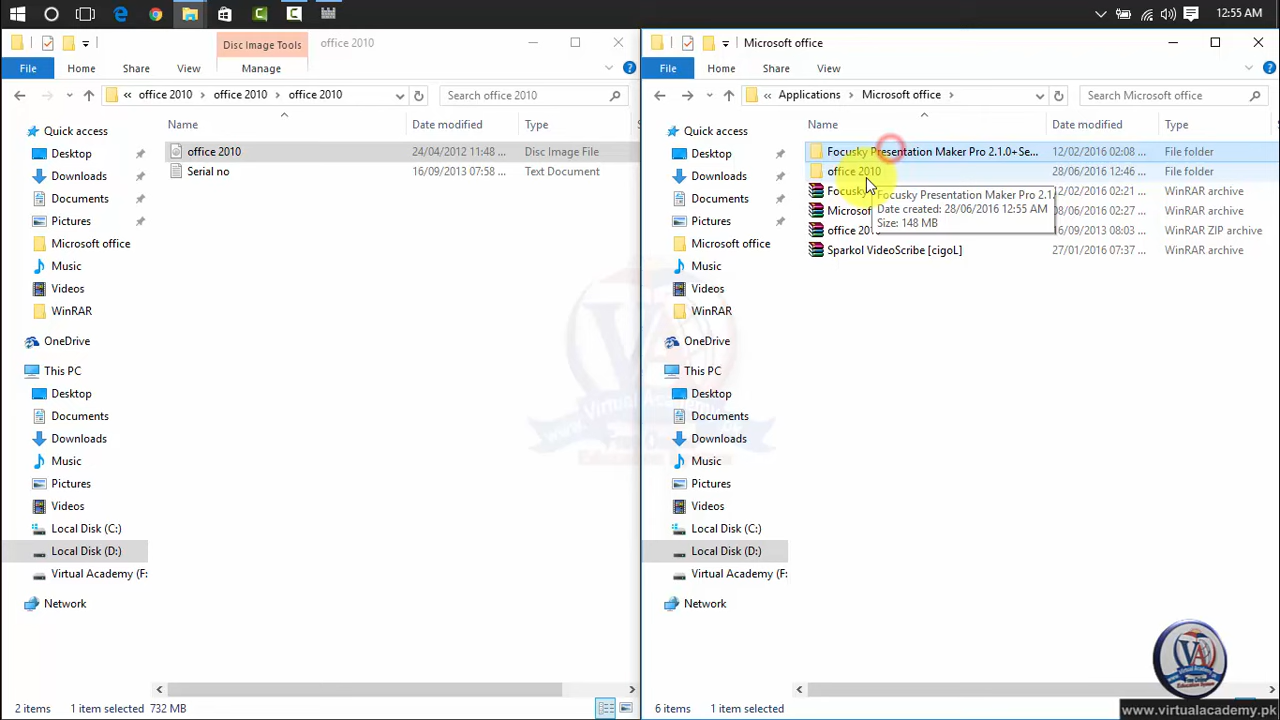 12:55 AM
Disc Image Tools
office 2010
File
Home
Share
View
Manage
office 2010
office 2010
office 2010
Search office 2010
Name
Date modified
Type
office 2010
24/04/2012 11:48 ...
Disc Image File
Serial no
16/09/2013 07:58 ...
Text Document
Quick access
Desktop
Downloads
Documents
Pictures
Microsoft office
Music
Videos
WinRAR
OneDrive
This PC
Desktop
Documents
Downloads
Music
Pictures
Videos
Local Disk (C:)
Local Disk (D:)
Virtual Academy (F:
Network
2 items
1 item selected
732 MB
Microsoft office
File
Home
Share
View
Applications
Microsoft office
Search Microsoft office
Name
Date modified
Type
Focusky Presentation Maker Pro 2.1.0+Se...
12/02/2016 02:08 ...
File folder
office 2010
28/06/2016 12:46 ...
File folder
Focusky
12/02/2016 02:21 ...
WinRAR archive
Microsof
08/06/2016 02:27 ...
WinRAR archive
office 20
16/09/2013 08:03 ...
WinRAR ZIP archive
Sparkol VideoScribe [cigoL]
27/01/2016 07:37 ...
WinRAR archive
Focusky Presentation Maker Pro 2.1.
Date created: 28/06/2016 12:55 AM
Size: 148 MB
Quick access
Desktop
Downloads
Documents
Pictures
Microsoft office
Music
Videos
WinRAR
OneDrive
This PC
Desktop
Documents
Downloads
Music
Pictures
Videos
Local Disk (C:)
Local Disk (D:)
Virtual Academy (F:
Network
6 items
1 item selected
VA
www.virtualacademy.pk